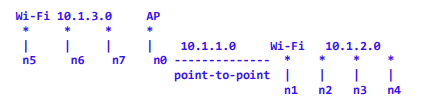 Wi-Fi 10.1.3.0 AP
* * * *
| | | | 10.1.1.0 Wi-Fi 10.1.2.0
n5 n6 n7 n0 -------------- * * * *
point-to-point | | | |
n1 n2 n3 n4